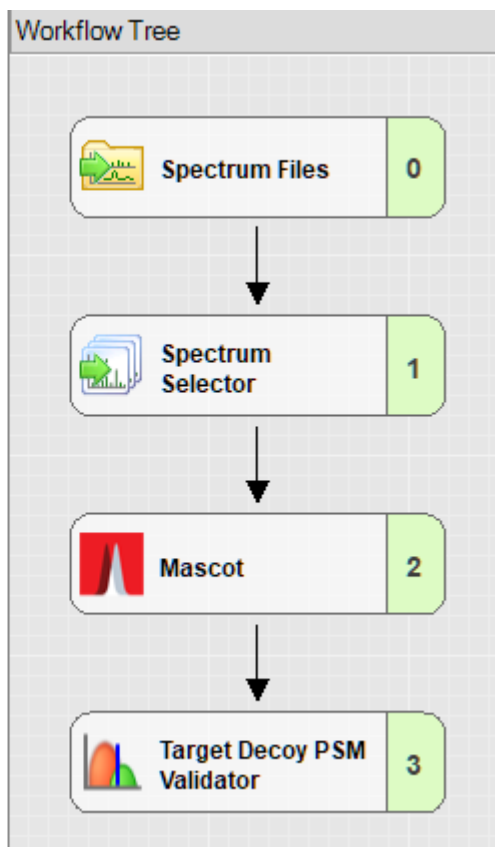 Workflow Tree
Spectrum Files
0
Spectrum
Selector
1
Mascot
2
Target Decoy PSM
Validator
3